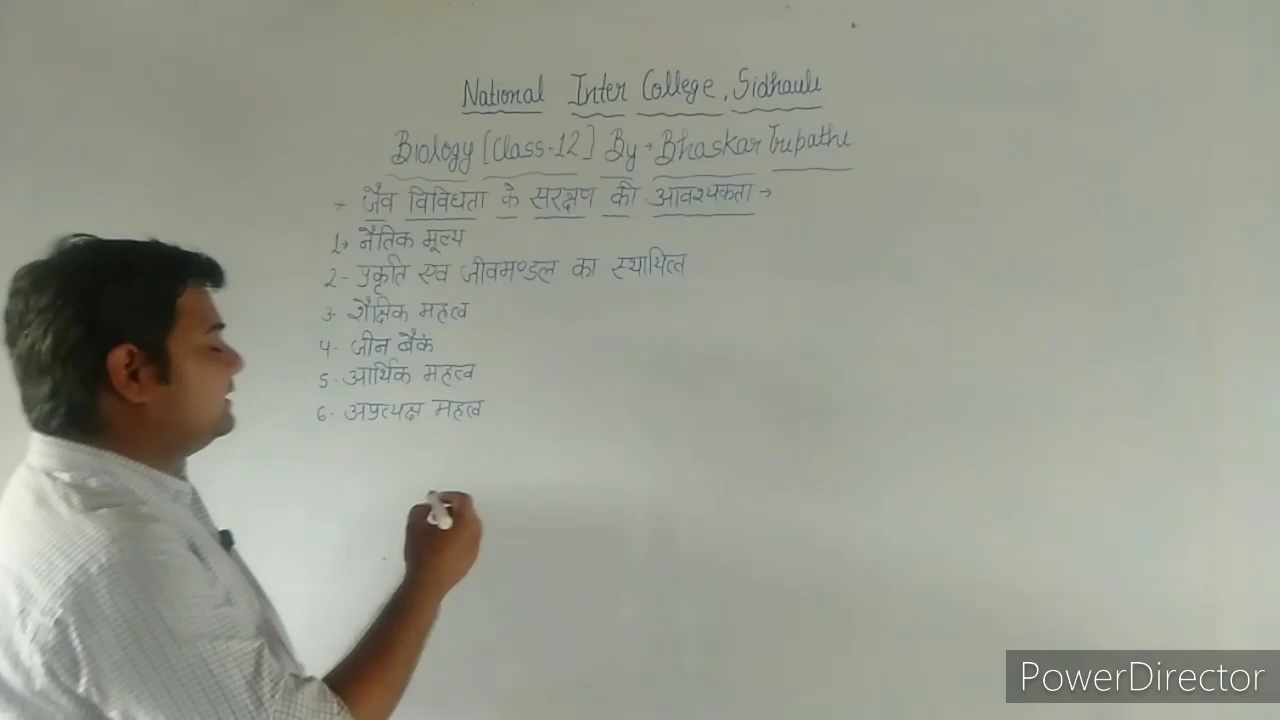 National Inter College, Sidhauli
Biology [Class-12] By → Bhaskar Tripathi
→ जैव विविधता के संरक्षण की आवश्यकता →
1→ नैतिक मूल्य
2- प्रकृति एवं जीवमण्डल का स्थायित्व
3- शैक्षिक महत्व
4- जीन बैंक
5- आर्थिक महत्व
6- अप्रत्यक्ष महत्व
PowerDirector